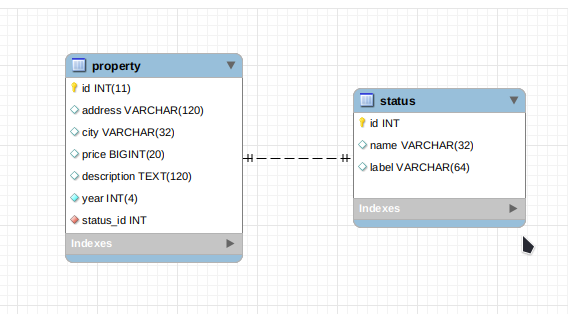 property
id INT(11)
address VARCHAR(120)
city VARCHAR(32)
price BIGINT(20)
description TEXT(120)
year INT(4)
status_id INT
Indexes
status
id INT
name VARCHAR(32)
label VARCHAR(64)
Indexes